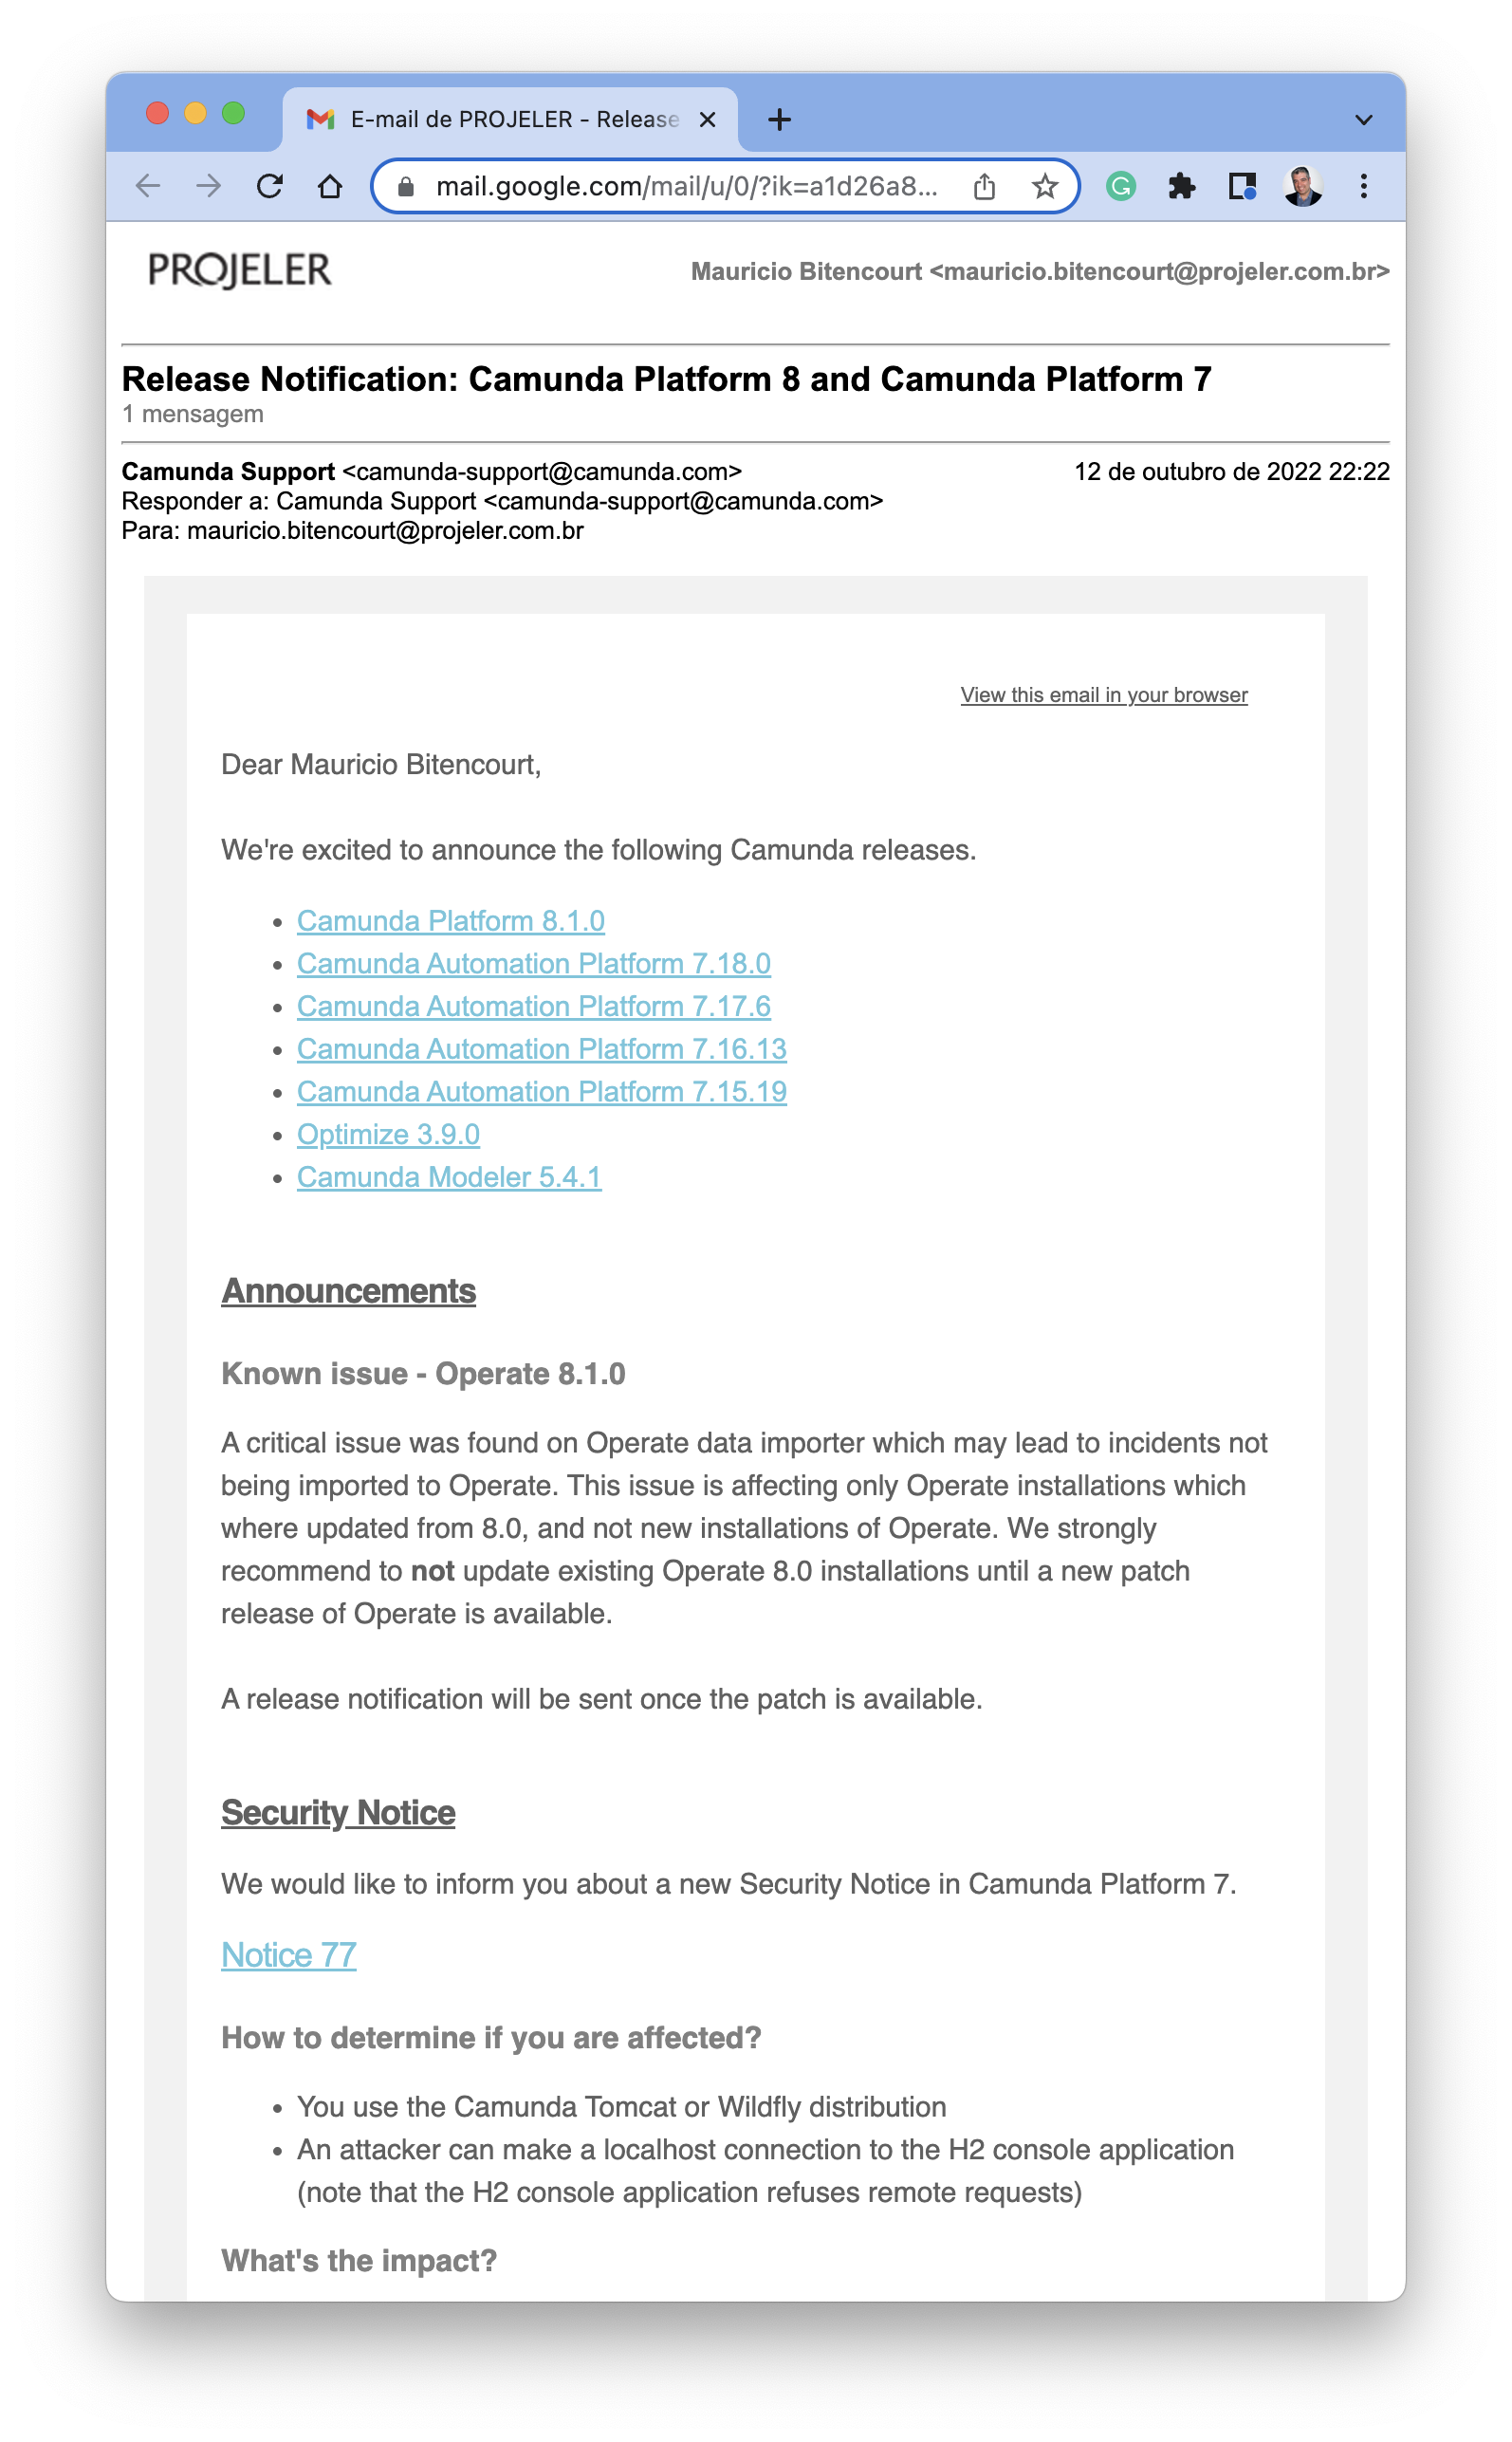 E-mail de PROJELER - Release
mail.google.com/mail/u/0/?ik=a1d26a8...
PROJELER
Mauricio Bitencourt <mauricio.bitencourt@projeler.com.br>
Release Notification: Camunda Platform 8 and Camunda Platform 7
1 mensagem
Camunda Support <camunda-support@camunda.com>
12 de outubro de 2022 22:22
Responder a: Camunda Support <camunda-support@camunda.com>
Para: mauricio.bitencourt@projeler.com.br
View this email in your browser
Dear Mauricio Bitencourt,
We're excited to announce the following Camunda releases.
• Camunda Platform 8.1.0
• Camunda Automation Platform 7.18.0
• Camunda Automation Platform 7.17.6
• Camunda Automation Platform 7.16.13
• Camunda Automation Platform 7.15.19
• Optimize 3.9.0
• Camunda Modeler 5.4.1
Announcements
Known issue - Operate 8.1.0
A critical issue was found on Operate data importer which may lead to incidents not
being imported to Operate. This issue is affecting only Operate installations which
where updated from 8.0, and not new installations of Operate. We strongly
recommend to not update existing Operate 8.0 installations until a new patch
release of Operate is available.
A release notification will be sent once the patch is available.
Security Notice
We would like to inform you about a new Security Notice in Camunda Platform 7.
Notice 77
How to determine if you are affected?
• You use the Camunda Tomcat or Wildfly distribution
• An attacker can make a localhost connection to the H2 console application
(note that the H2 console application refuses remote requests)
What's the impact?